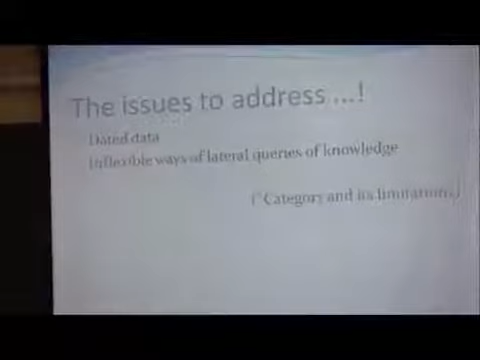 The issues to address ...!
Dated data
Inflexible ways of lateral queries of knowledge
(*Category and its limitations)